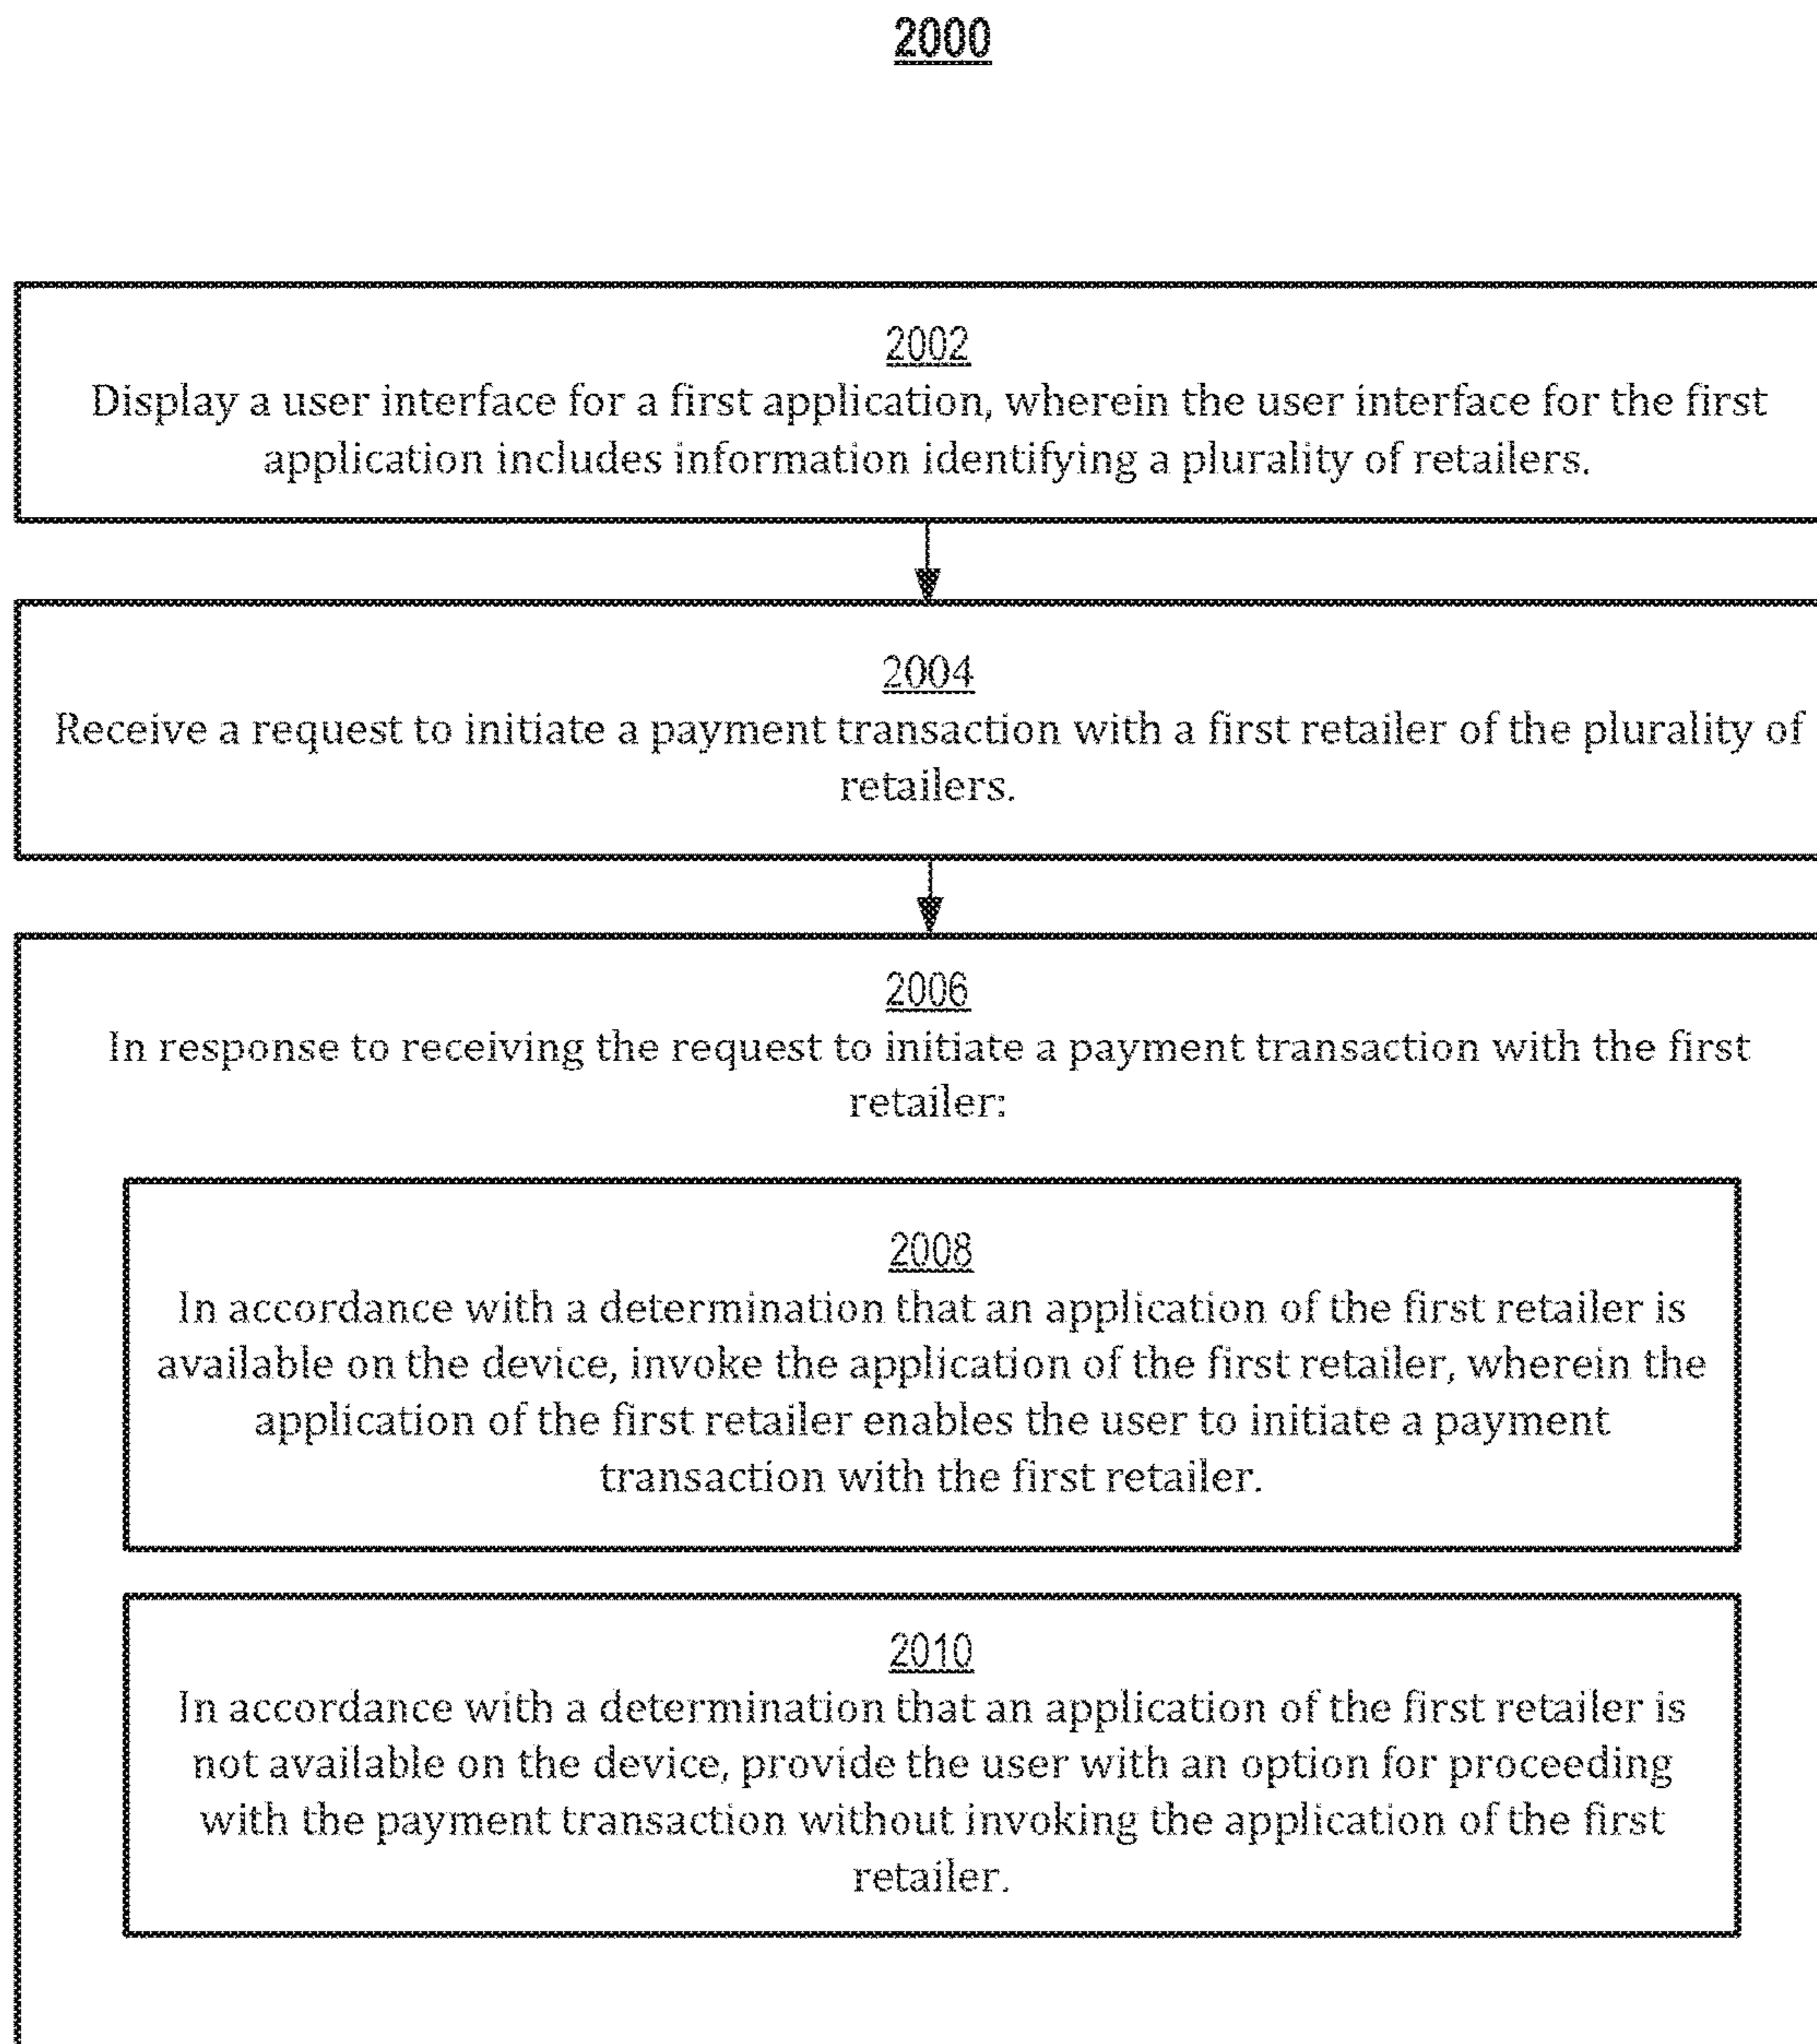 2000
2002
Display a user interface for a first application, wherein the user interface for the first
application includes information identifying a plurality of retailers.
2004
Receive a request to initiate a payment transaction with a first retailer of the plurality of
retailers.
2006
In response to receiving the request to initiate a payment transaction with the first
retailer:
2008
In accordance with a determination that an application of the first retailer is
available on the device, invoke the application of the first retailer, wherein the
application of the first retailer enables the user to initiate a payment
transaction with the first retailer.
2010
In accordance with a determination that an application of the first retailer is
not available on the device, provide the user with an option for proceeding
with the payment transaction without invoking the application of the first
retailer.